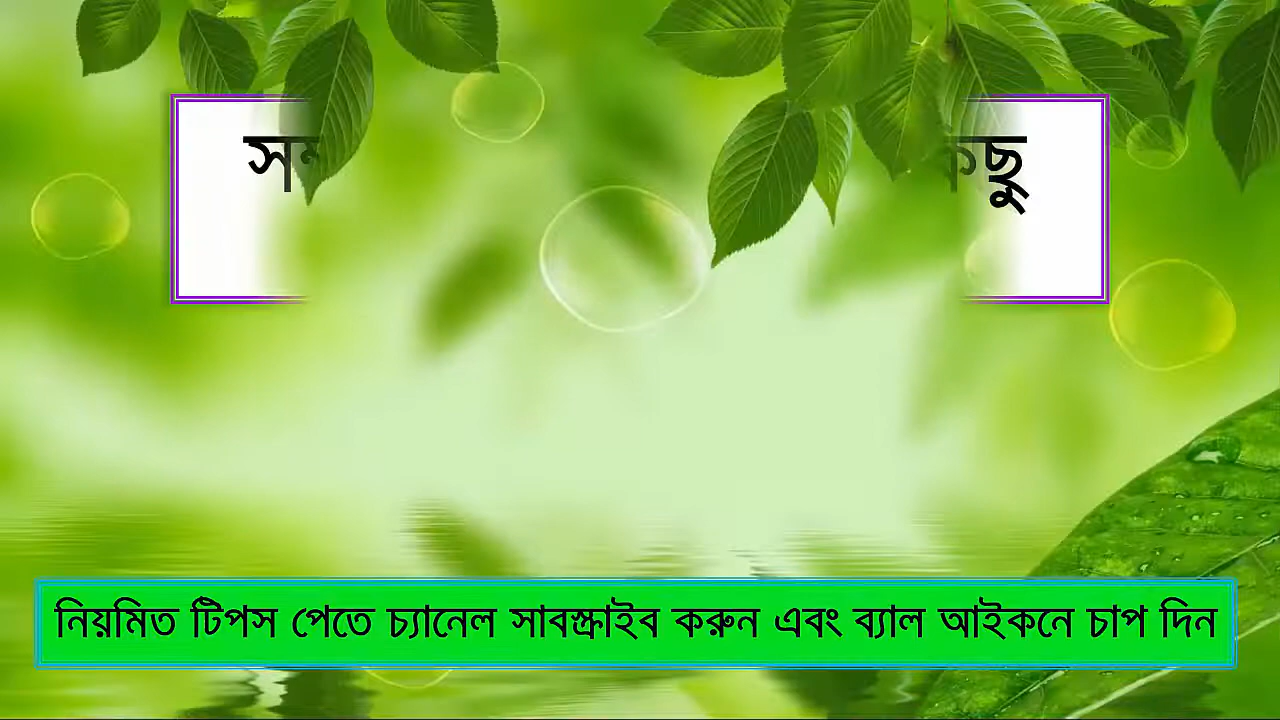 নিয়মিত টিপস পেতে চ্যানেল সাবস্ক্রাইব করুন এবং ব্যাল আইকনে চাপ দিন